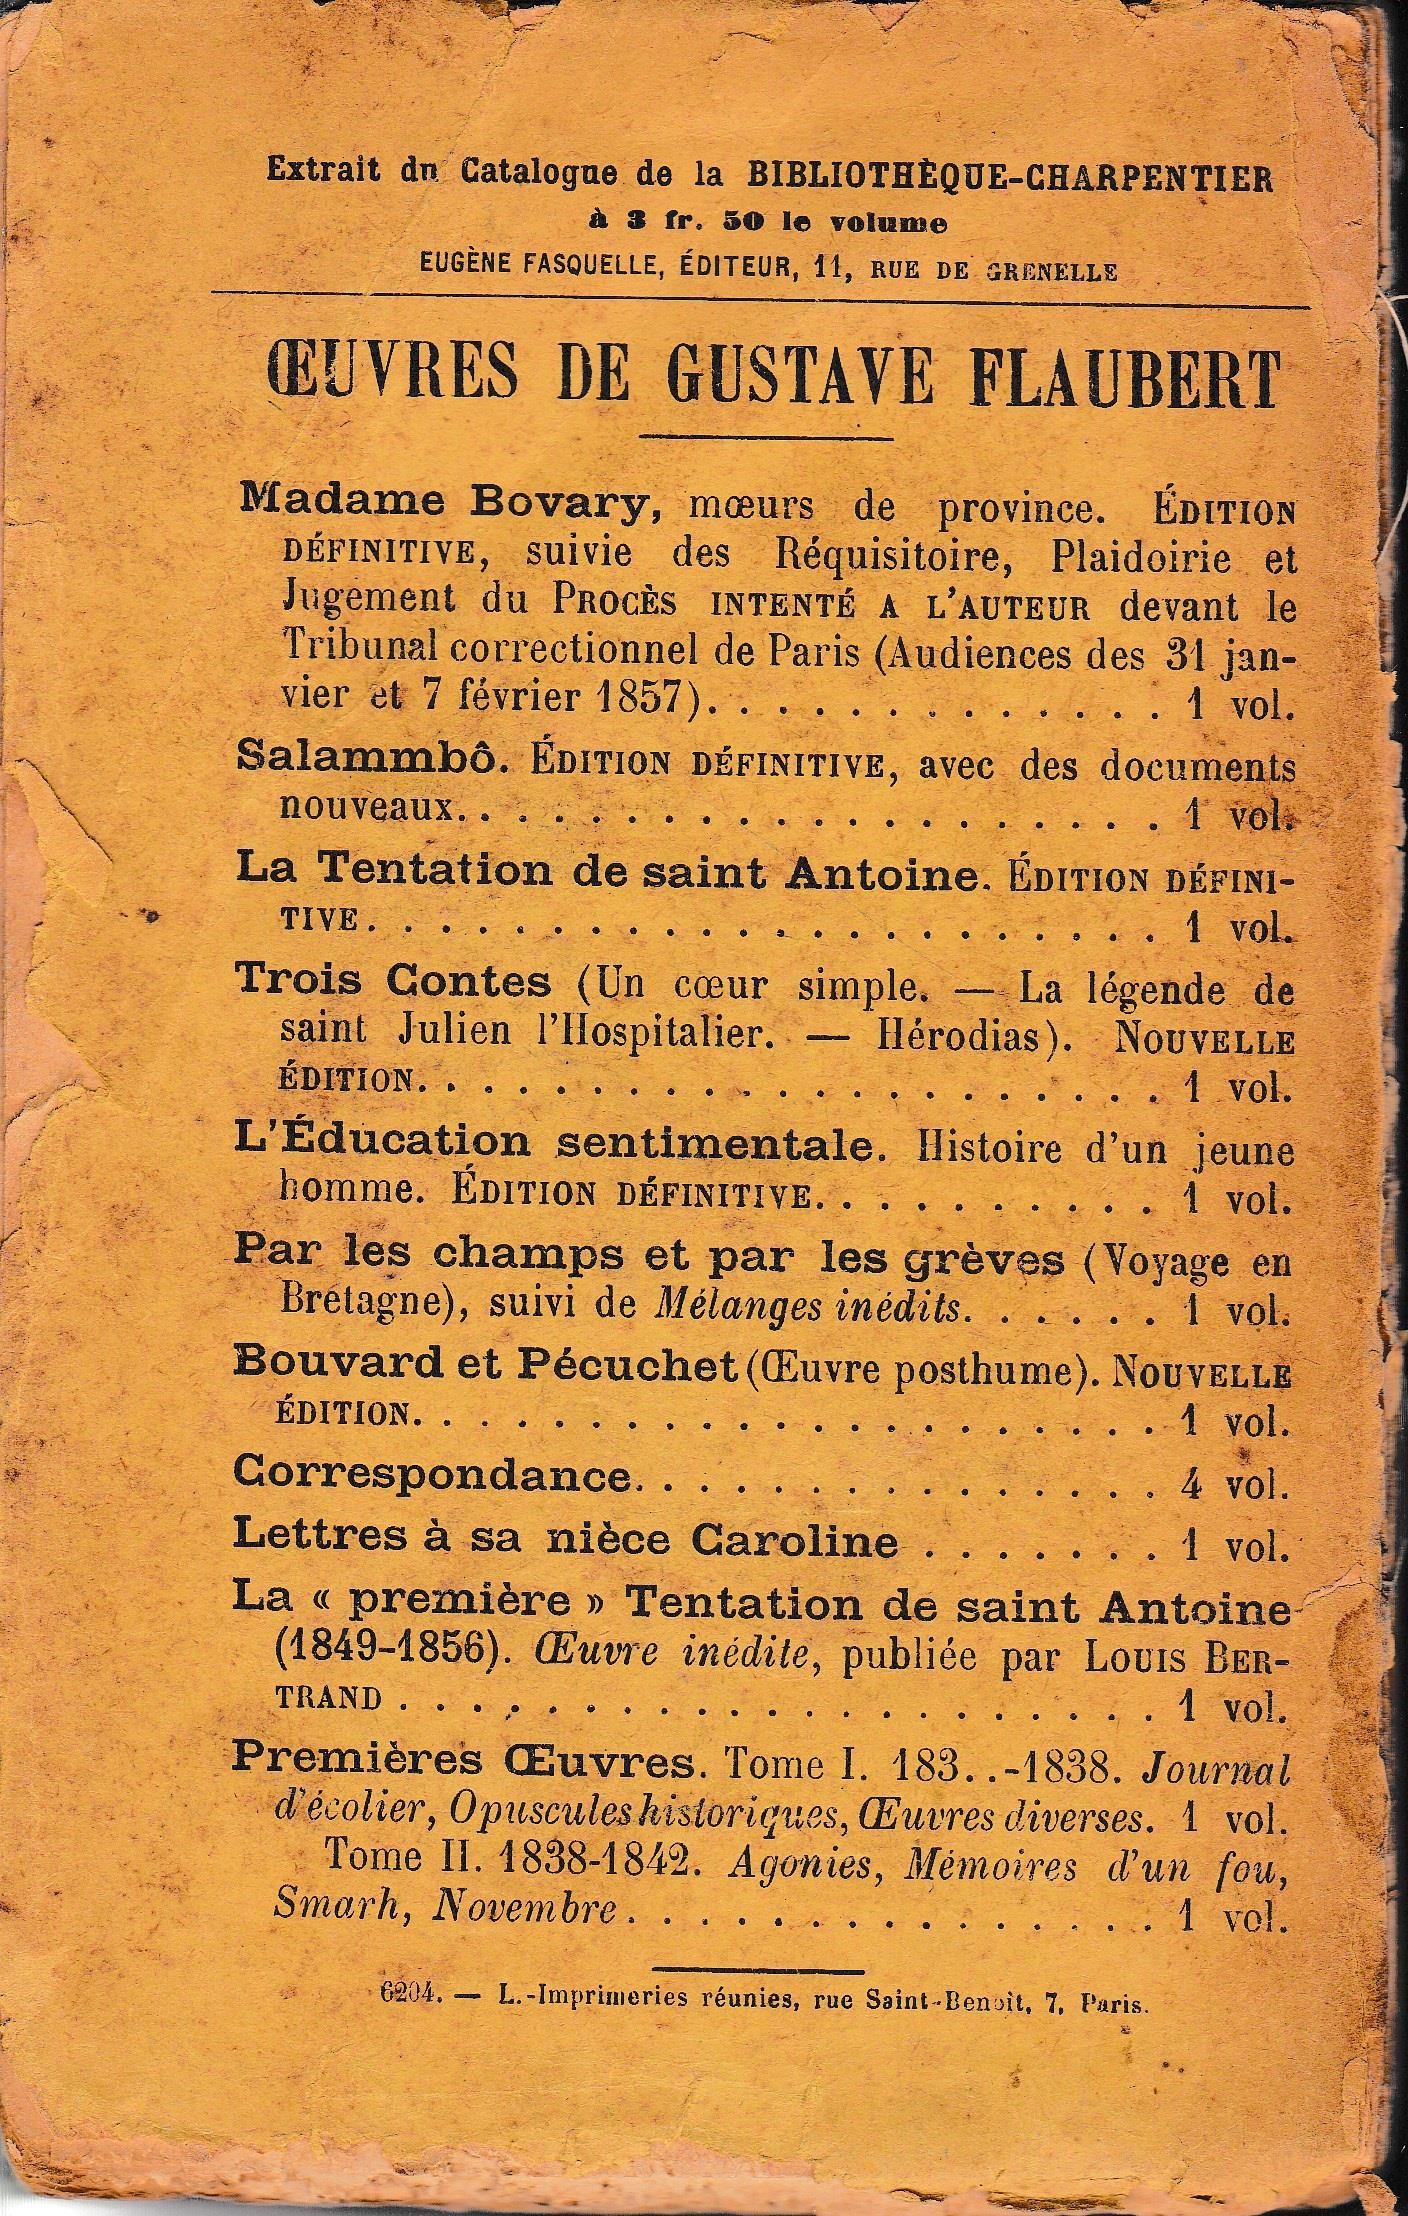 Extrait du Catalogue de la BIBLIOTHÈQUE-CHARPENTIER
à 3 fr. 50 le volume
EUGÈNE FASQUELLE, ÉDITEUR, 11, RUE DE GRENELLE
ŒUVRES DE GUSTAVE FLAUBERT
Madame Bovary, mœurs de province. ÉDITION
DÉFINITIVE, suivie des Réquisitoire, Plaidoirie et
Jugement du PROCÈS INTENTÉ A L'AUTEUR devant le
Tribunal correctionnel de Paris (Audiences des 31 jan-
vier et 7 février 1857). . . . . . . . . . . . . . 1 vol.
Salammbô. ÉDITION DÉFINITIVE, avec des documents
nouveaux. . . . . . . . . . . . . . . . . . . . 1 vol.
La Tentation de saint Antoine. ÉDITION DÉFINI-
TIVE. . . . . . . . . . . . . . . . . . . . . . . 1 vol.
Trois Contes (Un cœur simple. — La légende de
saint Julien l'Hospitalier. — Hérodias). NOUVELLE
ÉDITION. . . . . . . . . . . . . . . . . . . . . 1 vol.
L'Éducation sentimentale. Histoire d'un jeune
homme. ÉDITION DÉFINITIVE. . . . . . . . . . . 1 vol.
Par les champs et par les grèves (Voyage en
Bretagne), suivi de Mélanges inédits. . . . . . . 1 vol.
Bouvard et Pécuchet (Œuvre posthume). NOUVELLE
ÉDITION. . . . . . . . . . . . . . . . . . . . . 1 vol.
Correspondance. . . . . . . . . . . . . . . . 4 vol.
Lettres à sa nièce Caroline . . . . . . . 1 vol.
La « première » Tentation de saint Antoine
(1849-1856). Œuvre inédite, publiée par LOUIS BER-
TRAND . . . . . . . . . . . . . . . . . . . . . 1 vol.
Premières Œuvres. Tome I. 183..-1838. Journal
d'écolier, Opuscules historiques, Œuvres diverses. 1 vol.
Tome II. 1838-1842. Agonies, Mémoires d'un fou,
Smarh, Novembre . . . . . . . . . . . . . . . 1 vol.
6204. — L.-Imprimeries réunies, rue Saint-Benoît, 7, Paris.